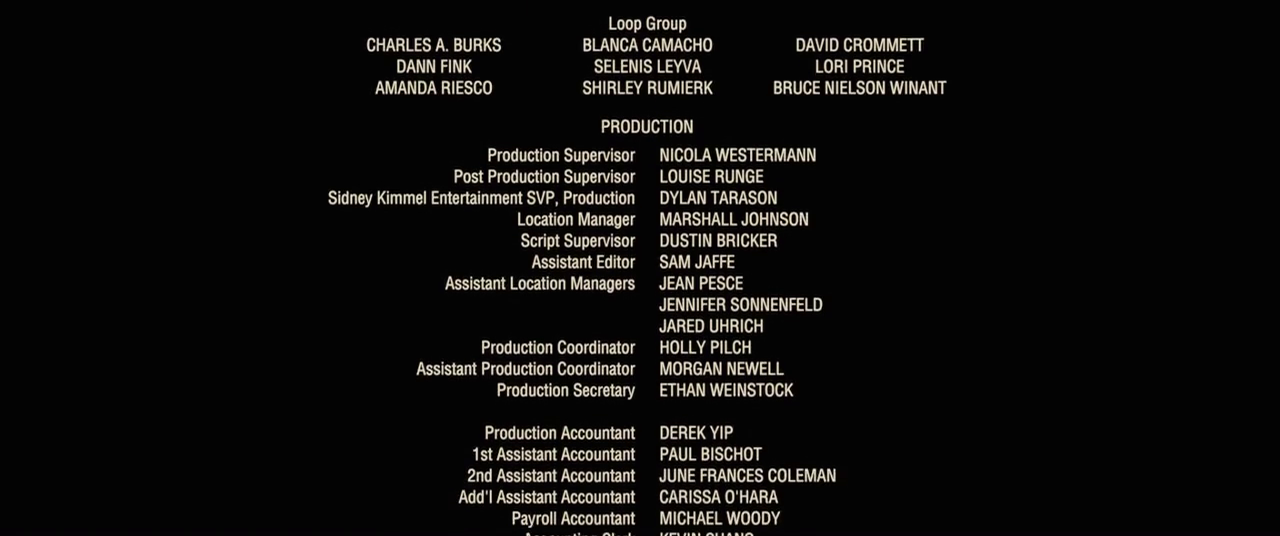 Loop Group
CHARLES A. BURKS BLANCA CAMACHO DAVID CROMMETT
DANN FINK SELENIS LEYVA LORI PRINCE
AMANDA RIESCO SHIRLEY RUMIERK BRUCE NIELSON WINANT
PRODUCTION
Production Supervisor NICOLA WESTERMANN
Post Production Supervisor LOUISE RUNGE
Sidney Kimmel Entertainment SVP, Production DYLAN TARASON
Location Manager MARSHALL JOHNSON
Script Supervisor DUSTIN BRICKER
Assistant Editor SAM JAFFE
Assistant Location Managers JEAN PESCE
JENNIFER SONNENFELD
JARED UHRICH
Production Coordinator HOLLY PILCH
Assistant Production Coordinator MORGAN NEWELL
Production Secretary ETHAN WEINSTOCK
Production Accountant DEREK YIP
1st Assistant Accountant PAUL BISCHOT
2nd Assistant Accountant JUNE FRANCES COLEMAN
Add'l Assistant Accountant CARISSA O'HARA
Payroll Accountant MICHAEL WOODY